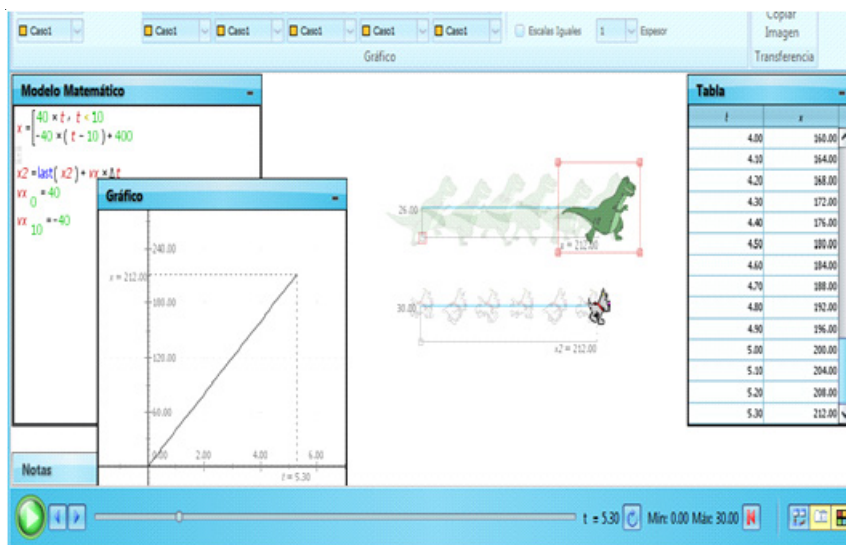 Copiar
Caso1 Caso1 Caso1 Caso1 Caso1 Caso1 Escalas Iguales 1 Espesor Imagen
Gráfico Transferencia
Modelo Matemático
x = 40 × t, t < 10
-40 × ( t - 10 ) + 400
x2 = last( x2 ) + vx × Δt
vx 0 = 40
vx 10 = -40
Gráfico
240.00
x = 212.00
180.00
120.00
60.00
0.00 2.00 4.00 6.00
t = 5.30
26.00
x = 212.00
30.00
x2 = 212.00
Tabla
t x
4.00 160.00
4.10 164.00
4.20 168.00
4.30 172.00
4.40 176.00
4.50 180.00
4.60 184.00
4.70 188.00
4.80 192.00
4.90 196.00
5.00 200.00
5.10 204.00
5.20 208.00
5.30 212.00
Notas
t = 5.30 Mín: 0.00 Máx: 30.00